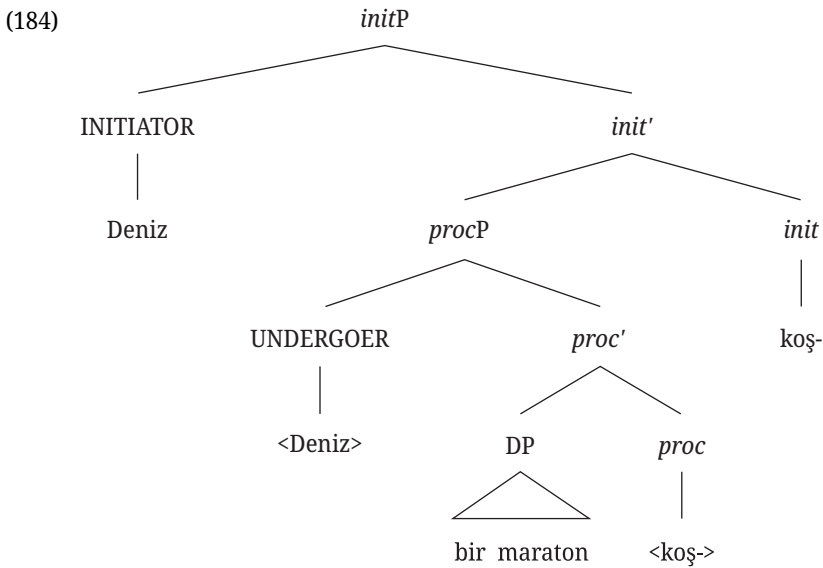 (184) initP
INITIATOR init'
Deniz procP init
UNDERGOER proc' koş-
<Deniz> DP proc
bir maraton <koş->